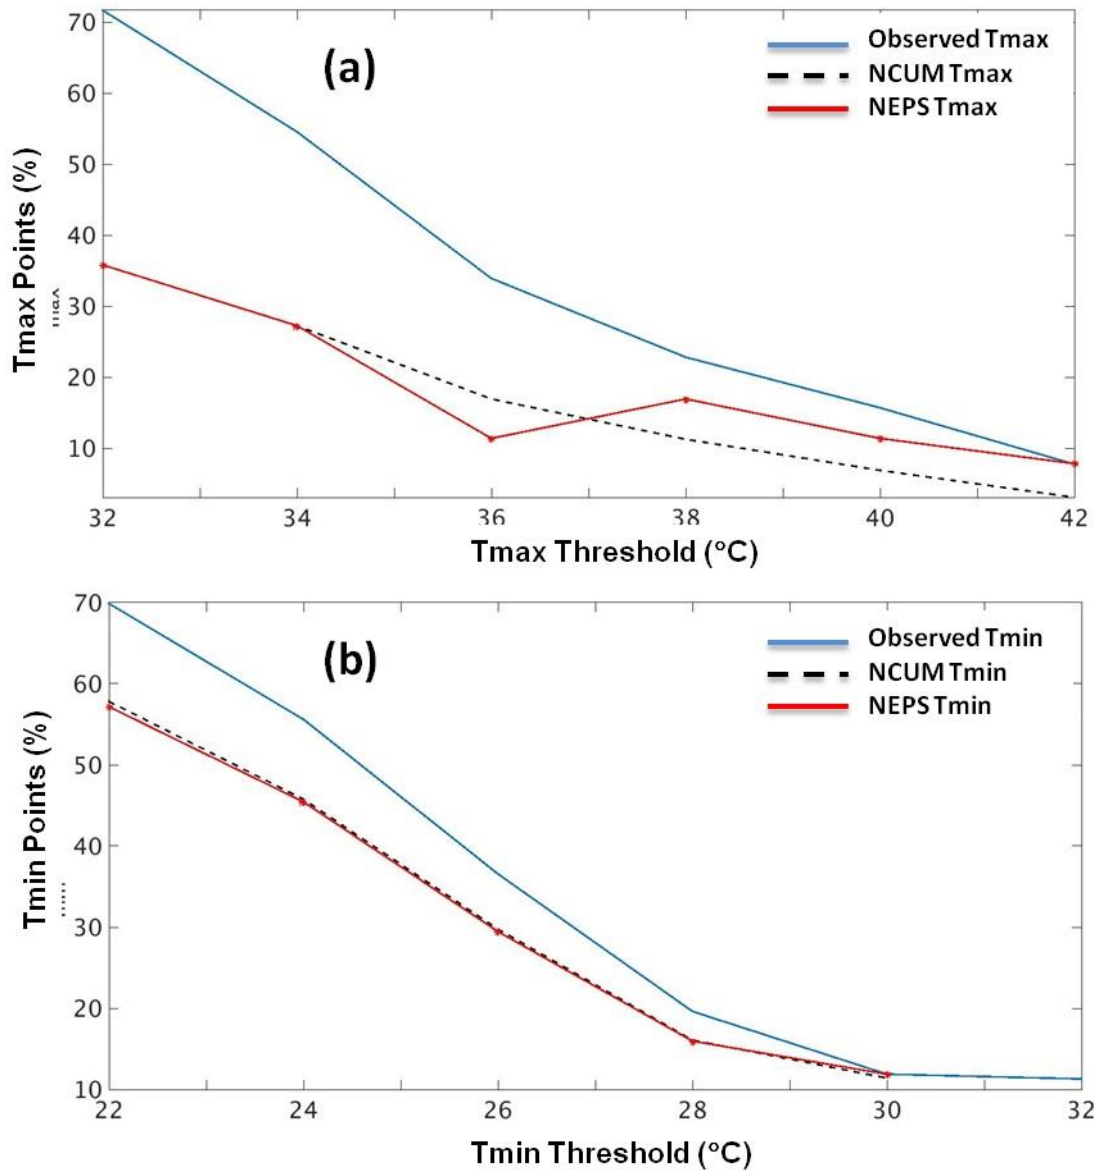 70
60
50
40
30
20
10
Tmax Points (%)
max
(a)
Observed Tmax
NCUM Tmax
NEPS Tmax
32 34 36 38 40 42
Tmax Threshold (°C)
70
60
50
40
30
20
10
Tmin Points (%)
(b)
Observed Tmin
NCUM Tmin
NEPS Tmin
22 24 26 28 30 32
Tmin Threshold (°C)